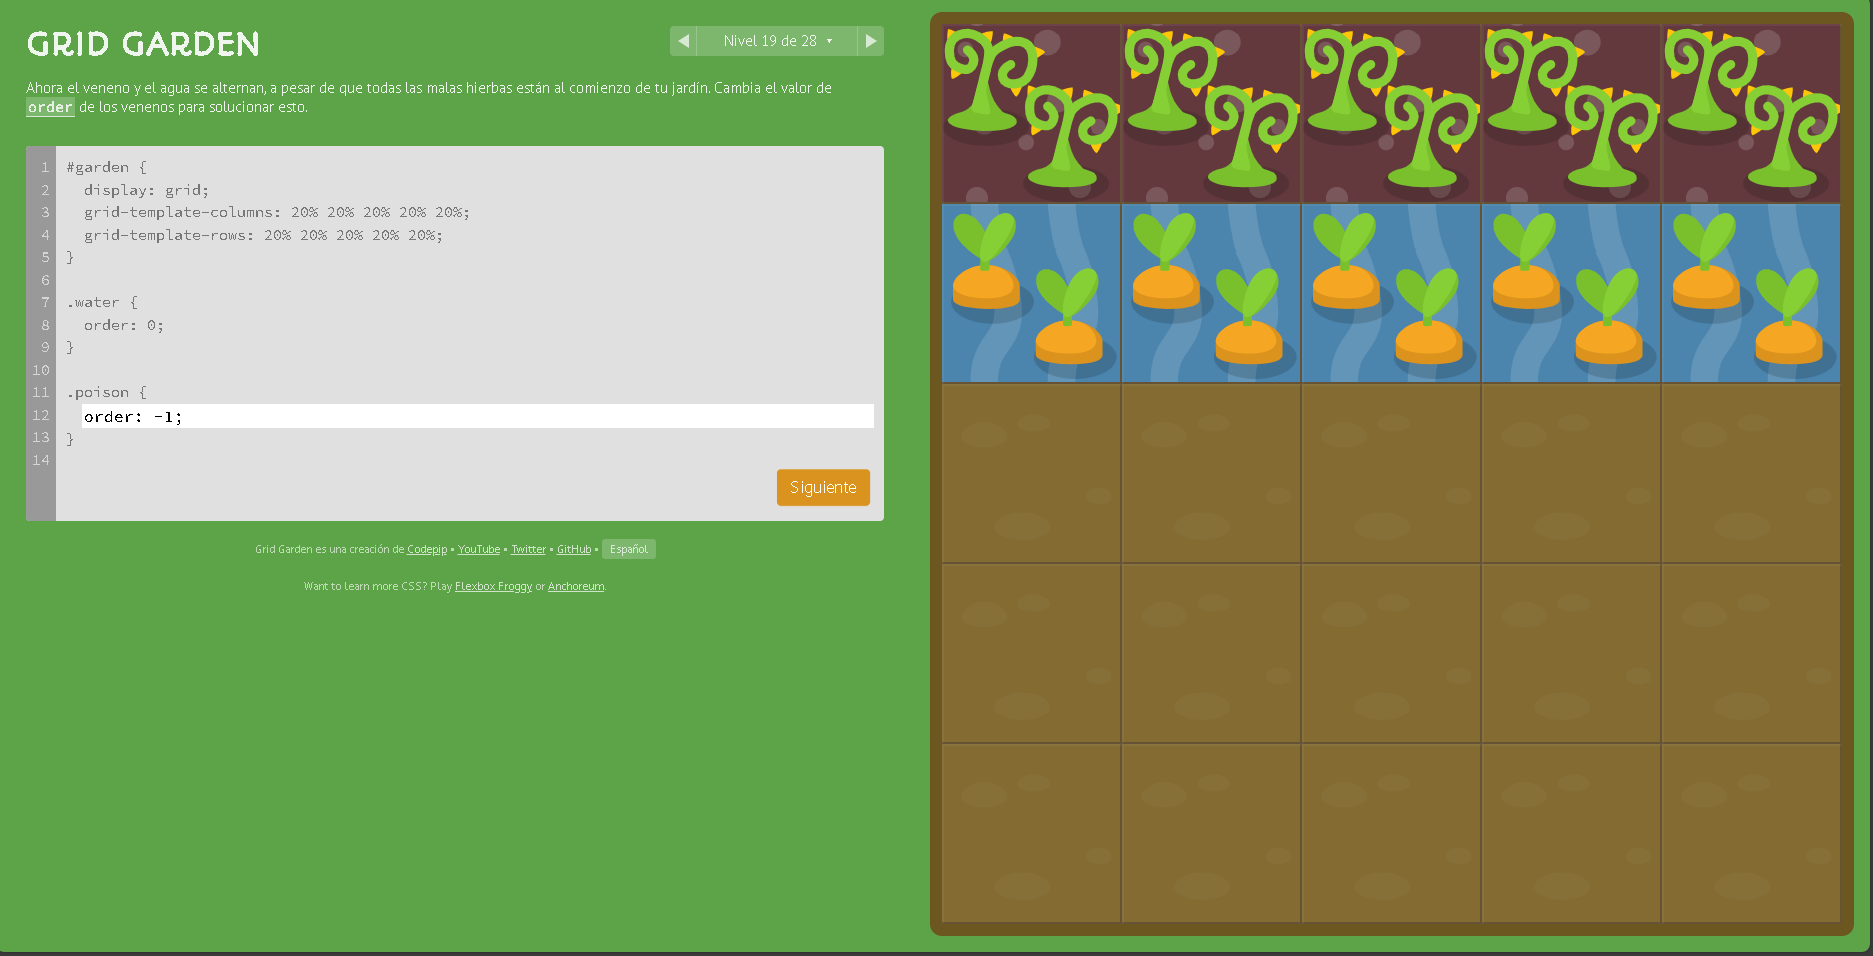 GRID GARDEN
Nivel 19 de 28
Ahora el veneno y el agua se alternan, a pesar de que todas las malas hierbas están al comienzo de tu jardín. Cambia el valor de
order de los venenos para solucionar esto.
1 #garden {
2 display: grid;
3 grid-template-columns: 20% 20% 20% 20% 20%;
4 grid-template-rows: 20% 20% 20% 20% 20%;
5 }
6
7 .water {
8 order: 0;
9 }
10
11 .poison {
12 order: -1;
13 }
14
Siguiente
Grid Garden es una creación de Codepip • YouTube • Twitter • GitHub • Español
Want to learn more CSS? Play Flexbox Froggy or Anchoreum.